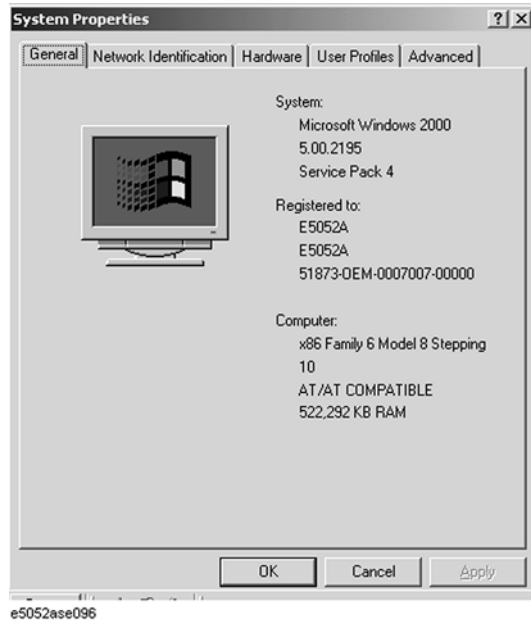 System Properties
General Network Identification Hardware User Profiles Advanced
System:
Microsoft Windows 2000
5.00.2195
Service Pack 4
Registered to:
E5052A
E5052A
51873-OEM-0007007-00000
Computer:
x86 Family 6 Model 8 Stepping
10
AT/AT COMPATIBLE
522,292 KB RAM
OK Cancel Apply
e5052ase096